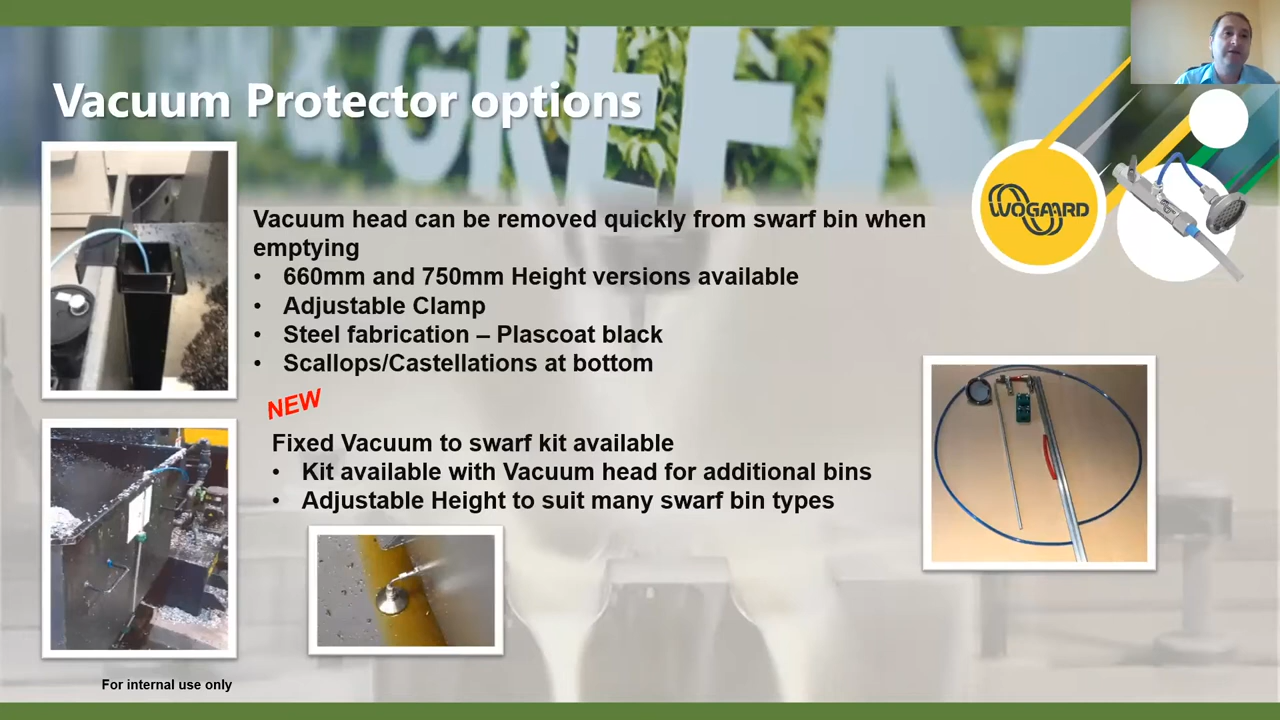 & GREEN
Vacuum Protector options
WOGAARD
Vacuum head can be removed quickly from swarf bin when
emptying
• 660mm and 750mm Height versions available
• Adjustable Clamp
• Steel fabrication – Plascoat black
• Scallops/Castellations at bottom
NEW
Fixed Vacuum to swarf kit available
• Kit available with Vacuum head for additional bins
• Adjustable Height to suit many swarf bin types
For internal use only